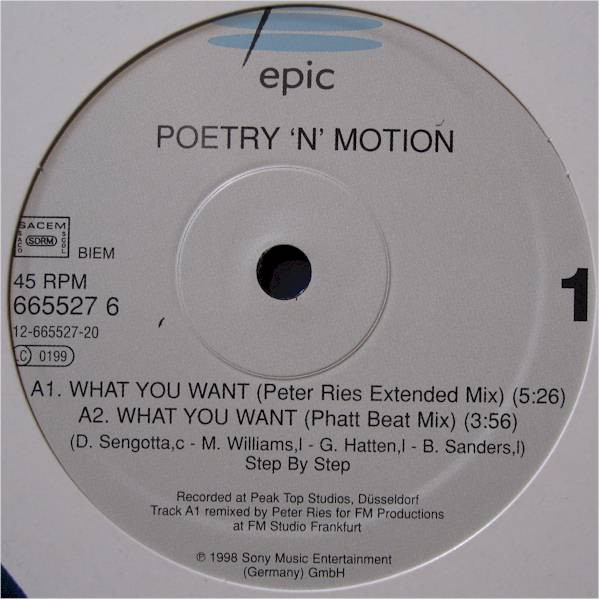 epic
POETRY 'N' MOTION
SACEM
SACD SDRM SGDL
BIEM
45 RPM
665527 6
12-665527-20
LC 0199
1
A1. WHAT YOU WANT (Peter Ries Extended Mix) (5:26)
A2. WHAT YOU WANT (Phatt Beat Mix) (3:56)
(D. Sengotta,c - M. Williams,l - G. Hatten,l - B. Sanders,l)
Step By Step
Recorded at Peak Top Studios, Düsseldorf
Track A1 remixed by Peter Ries for FM Productions
at FM Studio Frankfurt
℗ 1998 Sony Music Entertainment
(Germany) GmbH